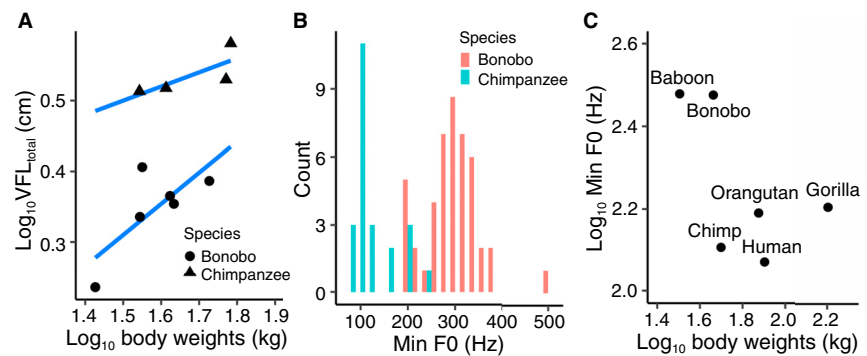 A
Log10 VFLtotal (cm)
0.5
0.4
0.3
1.4 1.5 1.6 1.7 1.8 1.9
Log10 body weights (kg)
Species
Bonobo
Chimpanzee
B
Count
9
6
3
0
100 200 300 400 500
Min F0 (Hz)
Species
Bonobo
Chimpanzee
C
Log10 Min F0 (Hz)
2.6
2.4
2.2
2.0
1.4 1.6 1.8 2.0 2.2
Log10 body weights (kg)
Baboon
Bonobo
Orangutan
Gorilla
Chimp
Human